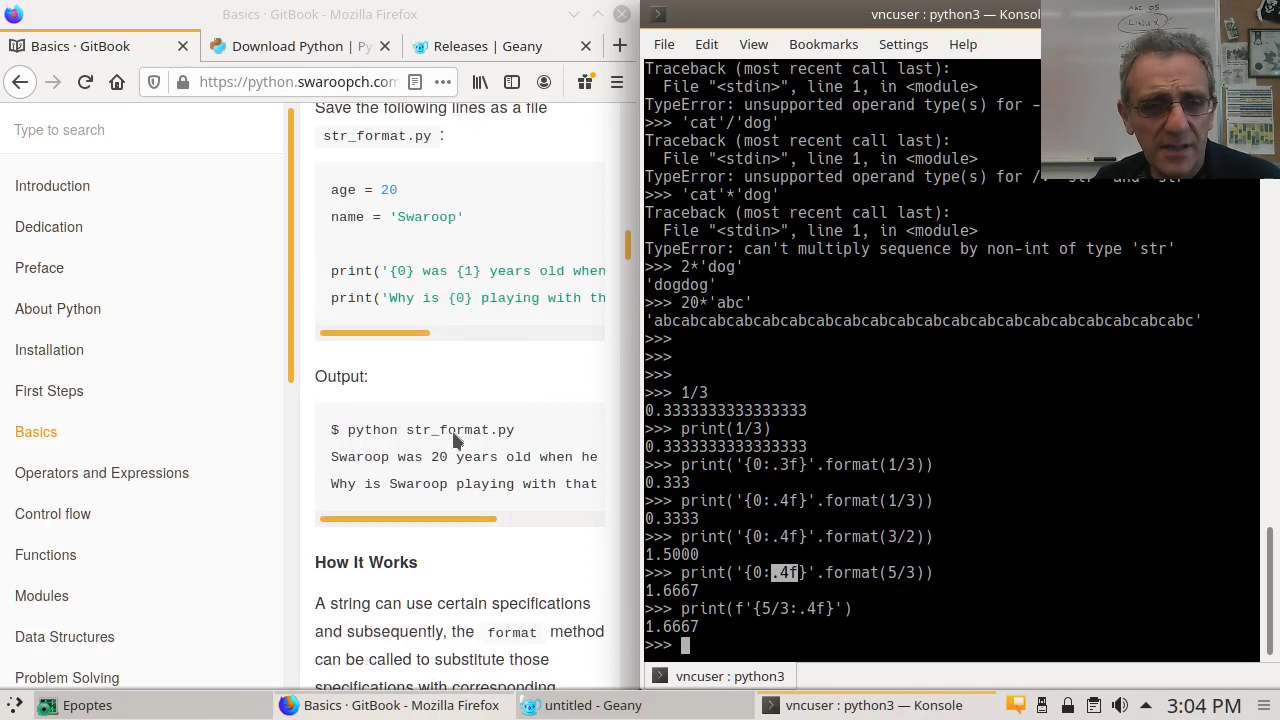 Basics · GitBook - Mozilla Firefox
Basics · GitBook
Download Python | Py
Releases | Geany
https://python.swaroopch.com
Type to search
Introduction
Dedication
Preface
About Python
Installation
First Steps
Basics
Operators and Expressions
Control flow
Functions
Modules
Data Structures
Problem Solving
Save the following lines as a file
str_format.py :
age = 20
name = 'Swaroop'
print('{0} was {1} years old when
print('Why is {0} playing with th
Output:
$ python str_format.py
Swaroop was 20 years old when he
Why is Swaroop playing with that
How It Works
A string can use certain specifications
and subsequently, the format method
can be called to substitute those
specifications with corresponding
vncuser : python3 — Konso
File Edit View Bookmarks Settings Help
Traceback (most recent call last):
File "<stdin>", line 1, in <module>
TypeError: unsupported operand type(s) for -
>>> 'cat'/'dog'
Traceback (most recent call last):
File "<stdin>", line 1, in <module>
TypeError: unsupported operand type(s) for /: 'str' and 'str'
>>> 'cat'*'dog'
Traceback (most recent call last):
File "<stdin>", line 1, in <module>
TypeError: can't multiply sequence by non-int of type 'str'
>>> 2*'dog'
'dogdog'
>>> 20*'abc'
'abcabcabcabcabcabcabcabcabcabcabcabcabcabcabcabcabcabcabcabc'
>>>
>>>
>>>
>>> 1/3
0.3333333333333333
>>> print(1/3)
0.3333333333333333
>>> print('{0:.3f}'.format(1/3))
0.333
>>> print('{0:.4f}'.format(1/3))
0.3333
>>> print('{0:.4f}'.format(3/2))
1.5000
>>> print('{0:.4f}'.format(5/3))
1.6667
>>> print(f'{5/3:.4f}')
1.6667
>>>
vncuser : python3
MAC OS
LINUX
Epoptes
Basics · GitBook - Mozilla Firefox
untitled - Geany
vncuser : python3 — Konsole
3:04 PM